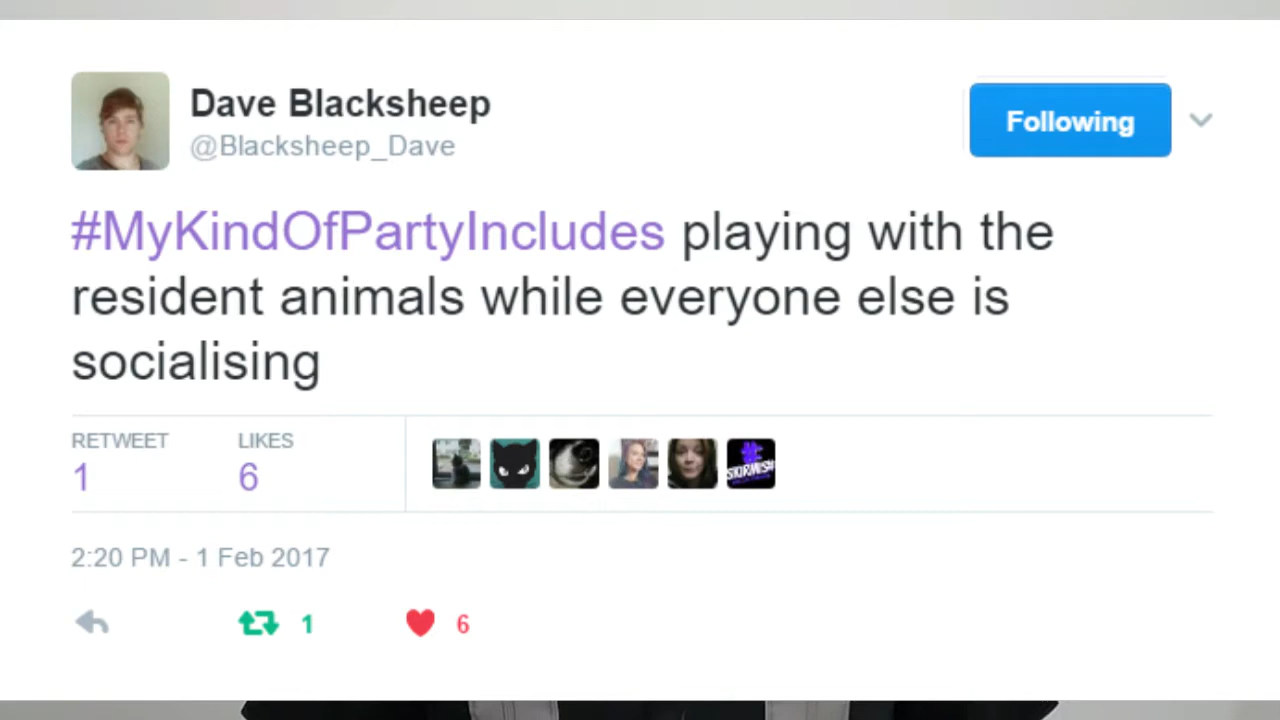 Dave Blacksheep
@Blacksheep_Dave
Following
#MyKindOfPartyIncludes playing with the
resident animals while everyone else is
socialising
RETWEET LIKES
1 6
SKIRMISH
2:20 PM - 1 Feb 2017
1 6